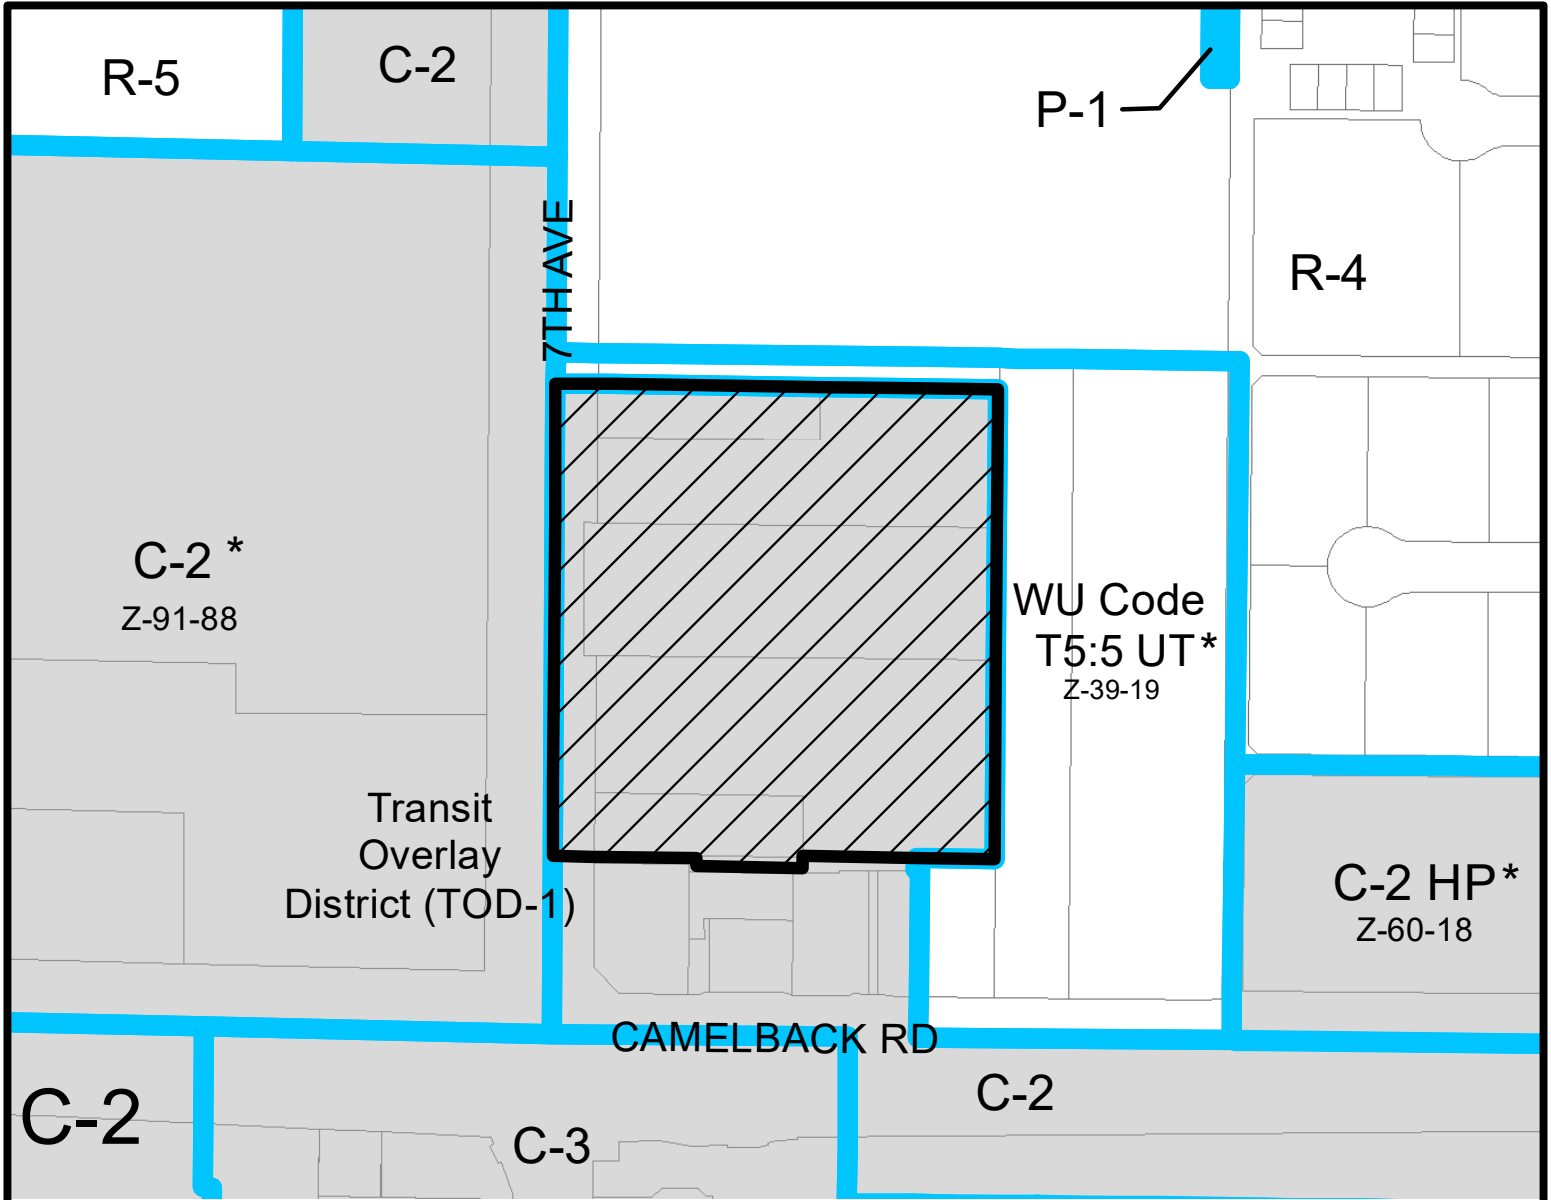 R-5
C-2
P-1
7TH AVE
R-4
C-2 *
Z-91-88
WU Code
T5:5 UT*
Z-39-19
Transit
Overlay
District (TOD-1)
C-2 HP*
Z-60-18
CAMELBACK RD
C-2
C-2
C-3